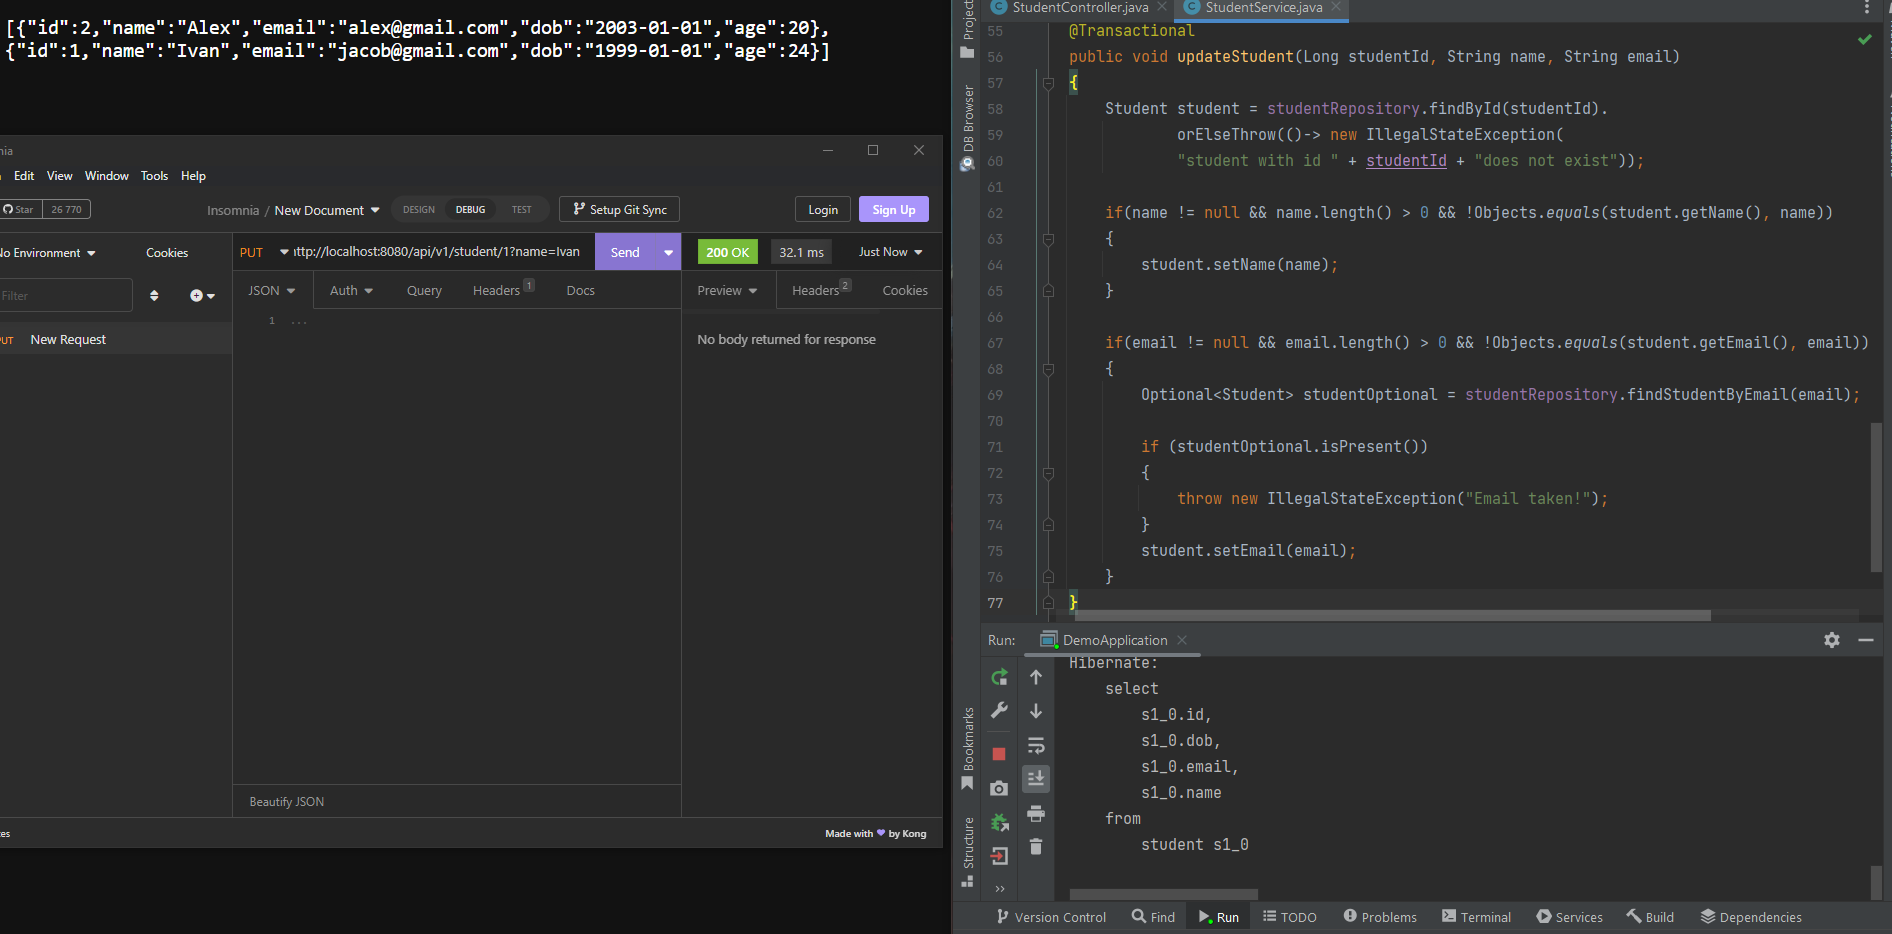 [{"id":2,"name":"Alex","email":"alex@gmail.com","dob":"2003-01-01","age":20},
{"id":1,"name":"Ivan","email":"jacob@gmail.com","dob":"1999-01-01","age":24}]
nia
Edit View Window Tools Help
Star 26 770
Insomnia / New Document
DESIGN DEBUG TEST
Setup Git Sync
Login
Sign Up
No Environment
Cookies
PUT
ttp://localhost:8080/api/v1/student/1?name=Ivan
Send
200 OK
32.1 ms
Just Now
Filter
JSON
Auth
Query
Headers 1
Docs
Preview
Headers 2
Cookies
1 ...
UT New Request
No body returned for response
Beautify JSON
es
Made with by Kong
StudentController.java
StudentService.java
Project
DB Browser
Bookmarks
Structure
55 @Transactional
56 public void updateStudent(Long studentId, String name, String email)
57 {
58 Student student = studentRepository.findById(studentId).
59 orElseThrow(()-> new IllegalStateException(
60 "student with id " + studentId + "does not exist"));
61
62 if(name != null && name.length() > 0 && !Objects.equals(student.getName(), name))
63 {
64 student.setName(name);
65 }
66
67 if(email != null && email.length() > 0 && !Objects.equals(student.getEmail(), email))
68 {
69 Optional<Student> studentOptional = studentRepository.findStudentByEmail(email);
70
71 if (studentOptional.isPresent())
72 {
73 throw new IllegalStateException("Email taken!");
74 }
75 student.setEmail(email);
76 }
77 }
Run: DemoApplication
Hibernate:
select
s1_0.id,
s1_0.dob,
s1_0.email,
s1_0.name
from
student s1_0
Version Control
Find
Run
TODO
Problems
Terminal
Services
Build
Dependencies